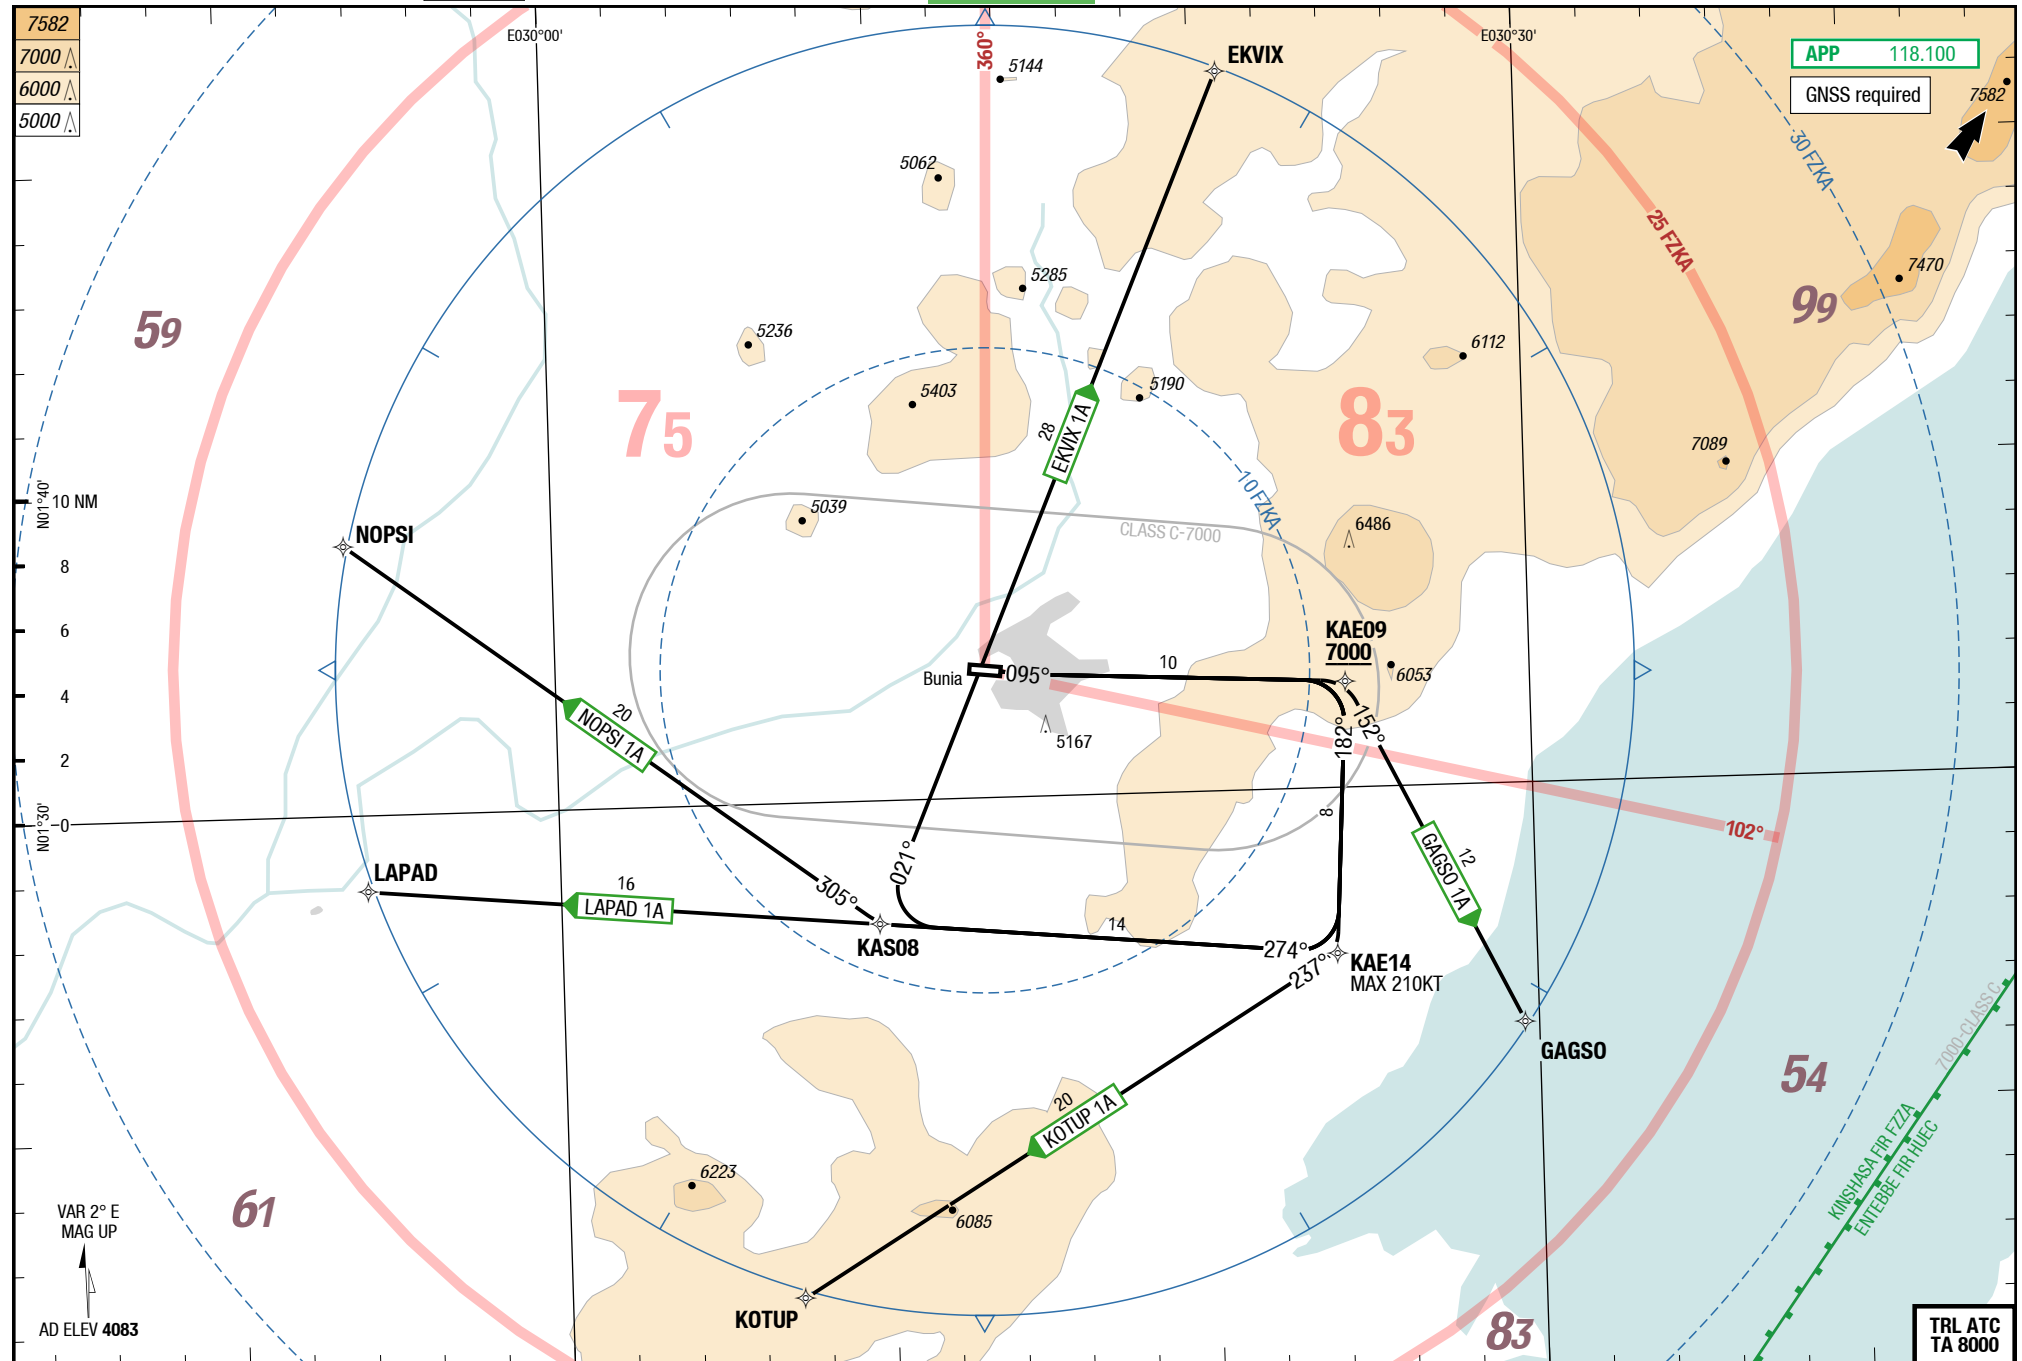 7582
7000
6000
5000
E030°00'
360°
5144
EKVIX
E030°30'
APP 118.100
GNSS required
7582
30 FZKA
5062
25 FZKA
5285
7470
99
59
5236
6112
75
5403
5190
83
28
EKVIX 1A
7089
10 FZKA
N01°40'
10 NM
5039
CLASS C-7000
6486
NOPSI
8
6
KAE09
7000
10
Bunia
095°
6053
4
20
NOPSI 1A
5167
182°
152°
2
N01°30'
0
8
102°
12
GAGSO 1A
LAPAD
021°
305°
16
LAPAD 1A
14
KAS08
274°
237°
KAE14
MAX 210KT
7000-CLASS C
GAGSO
54
20
KOTUP 1A
KINSHASA FIR FZZA
ENTEBBE FIR HUEC
6223
61
6085
VAR 2° E
MAG UP
KOTUP
AD ELEV 4083
83
TRL ATC
TA 8000